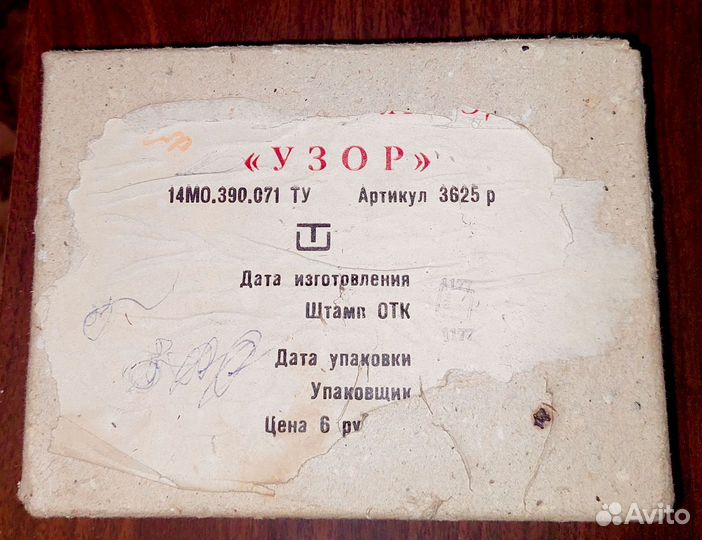 «УЗОР»
14МО.390.071 ТУ Артикул 3625 р
Дата изготовления
Штамп ОТК
Дата упаковки
Упаковщик
Цена 6 ру
Avito